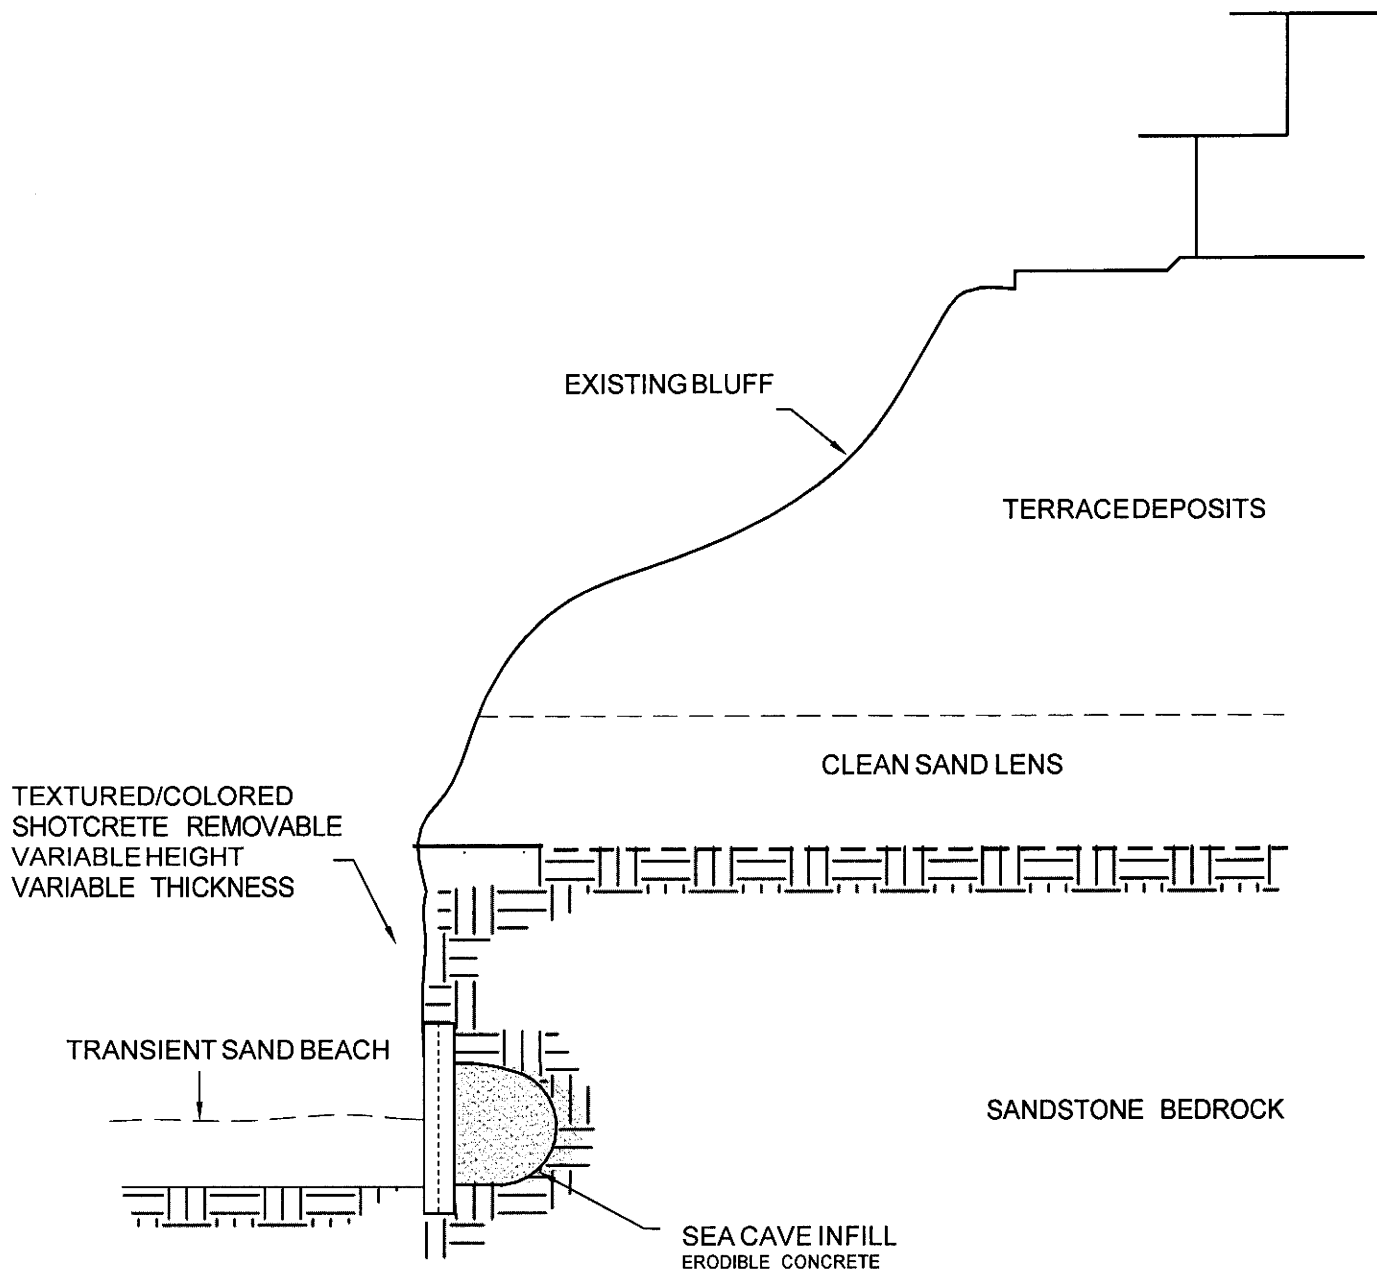 EXISTING BLUFF
TERRACE DEPOSITS
CLEAN SAND LENS
TEXTURED/COLORED
SHOTCRETE REMOVABLE
VARIABLE HEIGHT
VARIABLE THICKNESS
TRANSIENT SAND BEACH
SANDSTONE BEDROCK
SEA CAVE INFILL
ERODIBLE CONCRETE